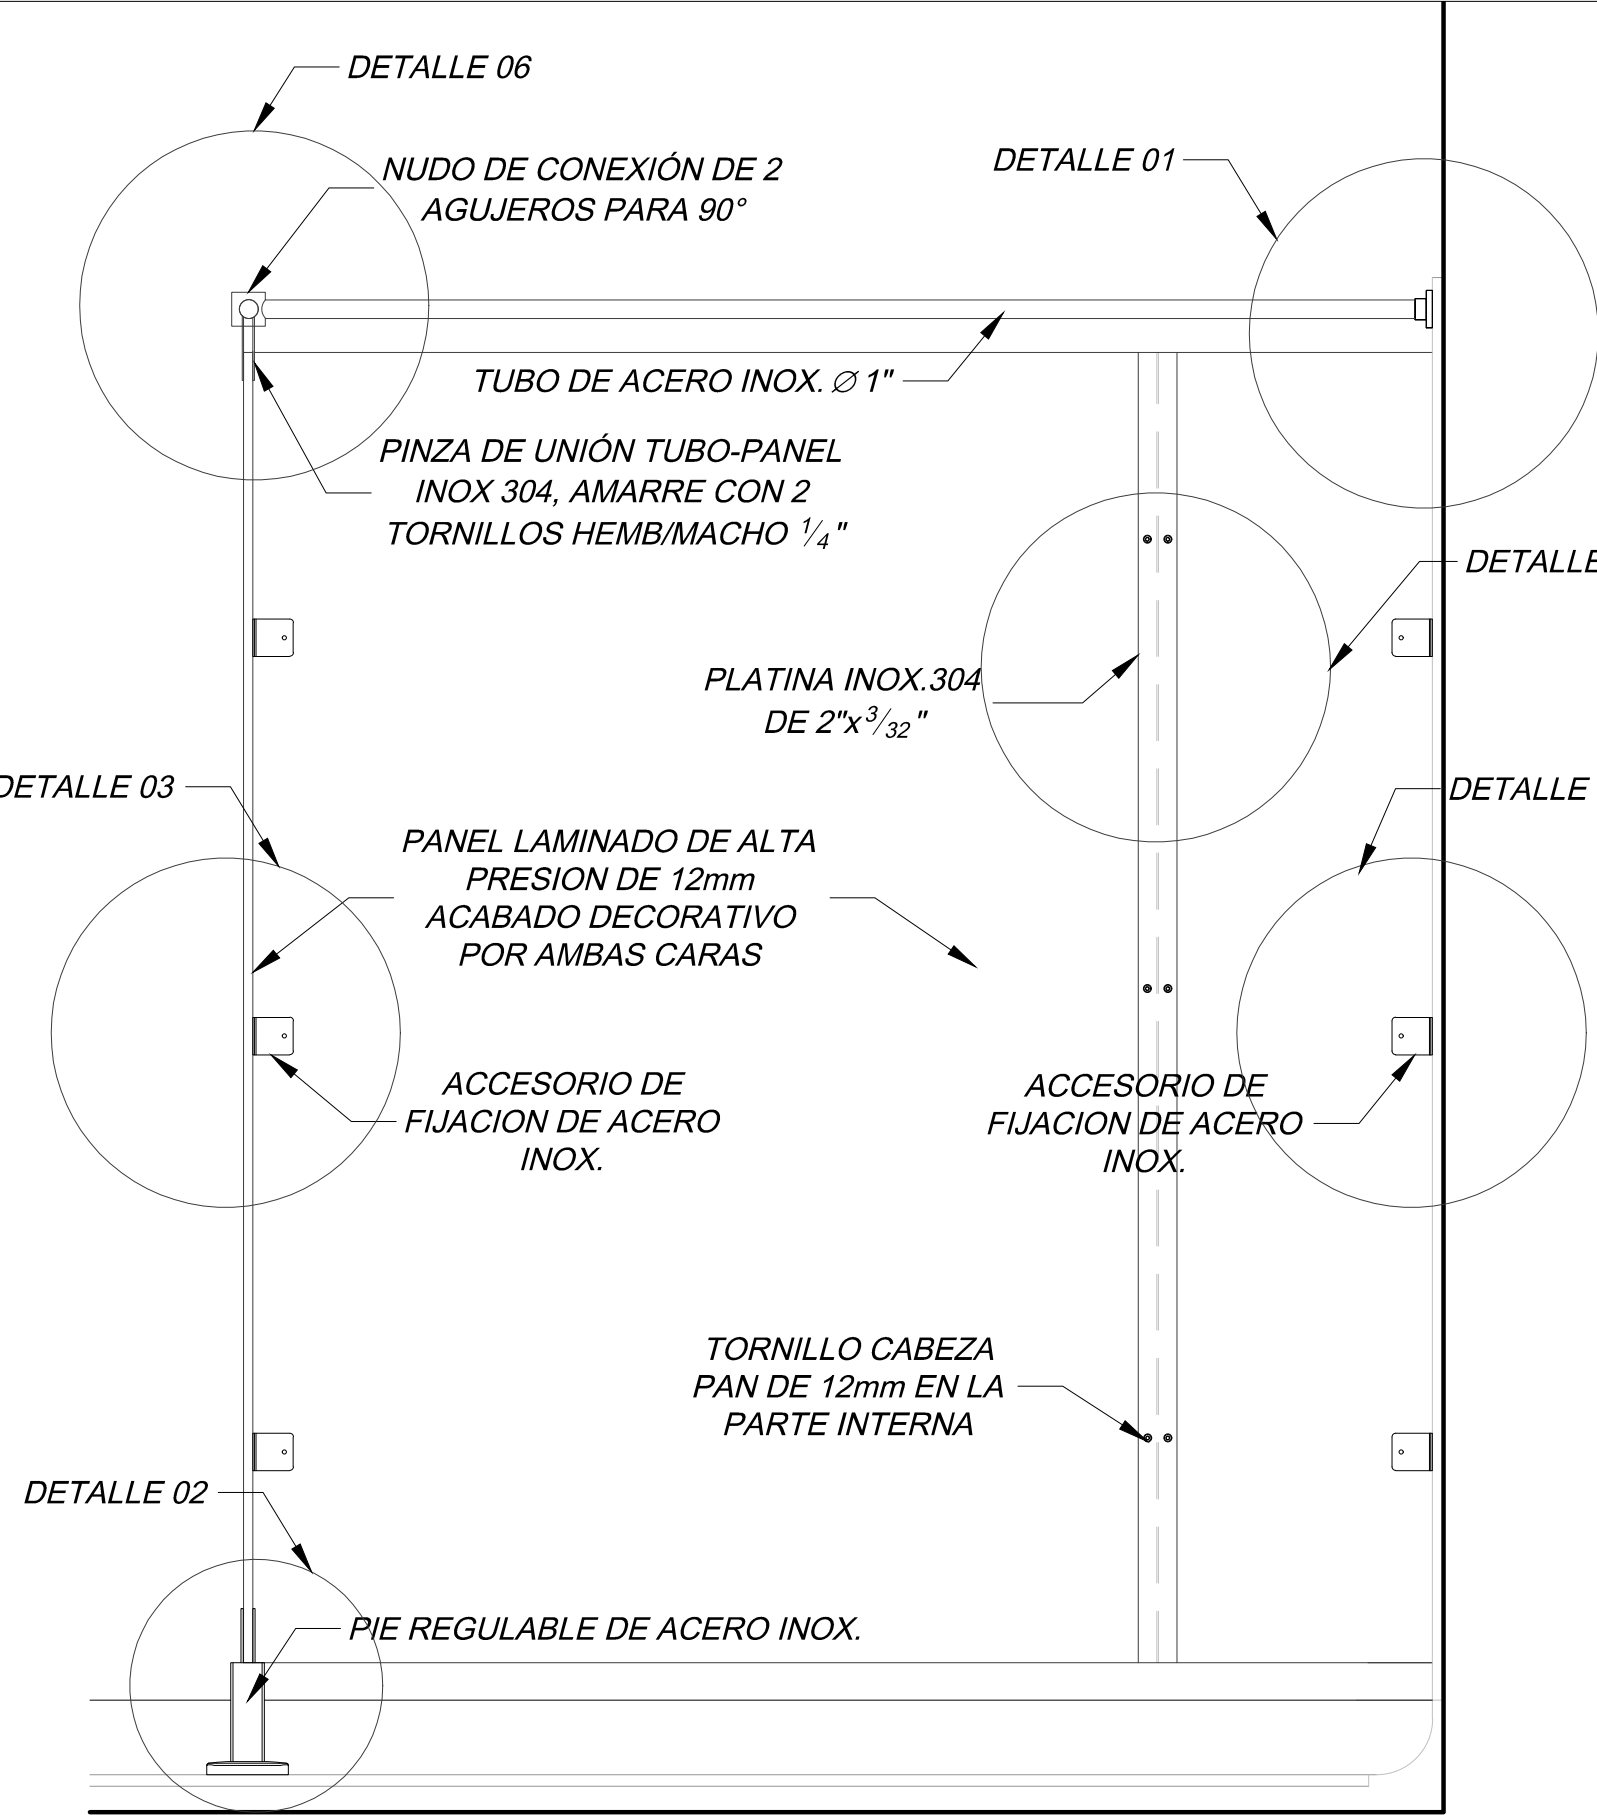 DETALLE 06
NUDO DE CONEXIÓN DE 2
AGUJEROS PARA 90°
DETALLE 01
TUBO DE ACERO INOX. Ø 1"
PINZA DE UNIÓN TUBO-PANEL
INOX 304, AMARRE CON 2
TORNILLOS HEMB/MACHO 1/4"
DETALLE
PLATINA INOX.304
DE 2"x3/32"
DETALLE 03
DETALLE
PANEL LAMINADO DE ALTA
PRESION DE 12mm
ACABADO DECORATIVO
POR AMBAS CARAS
ACCESORIO DE
FIJACION DE ACERO
INOX.
ACCESORIO DE
FIJACION DE ACERO
INOX.
TORNILLO CABEZA
PAN DE 12mm EN LA
PARTE INTERNA
DETALLE 02
PIE REGULABLE DE ACERO INOX.